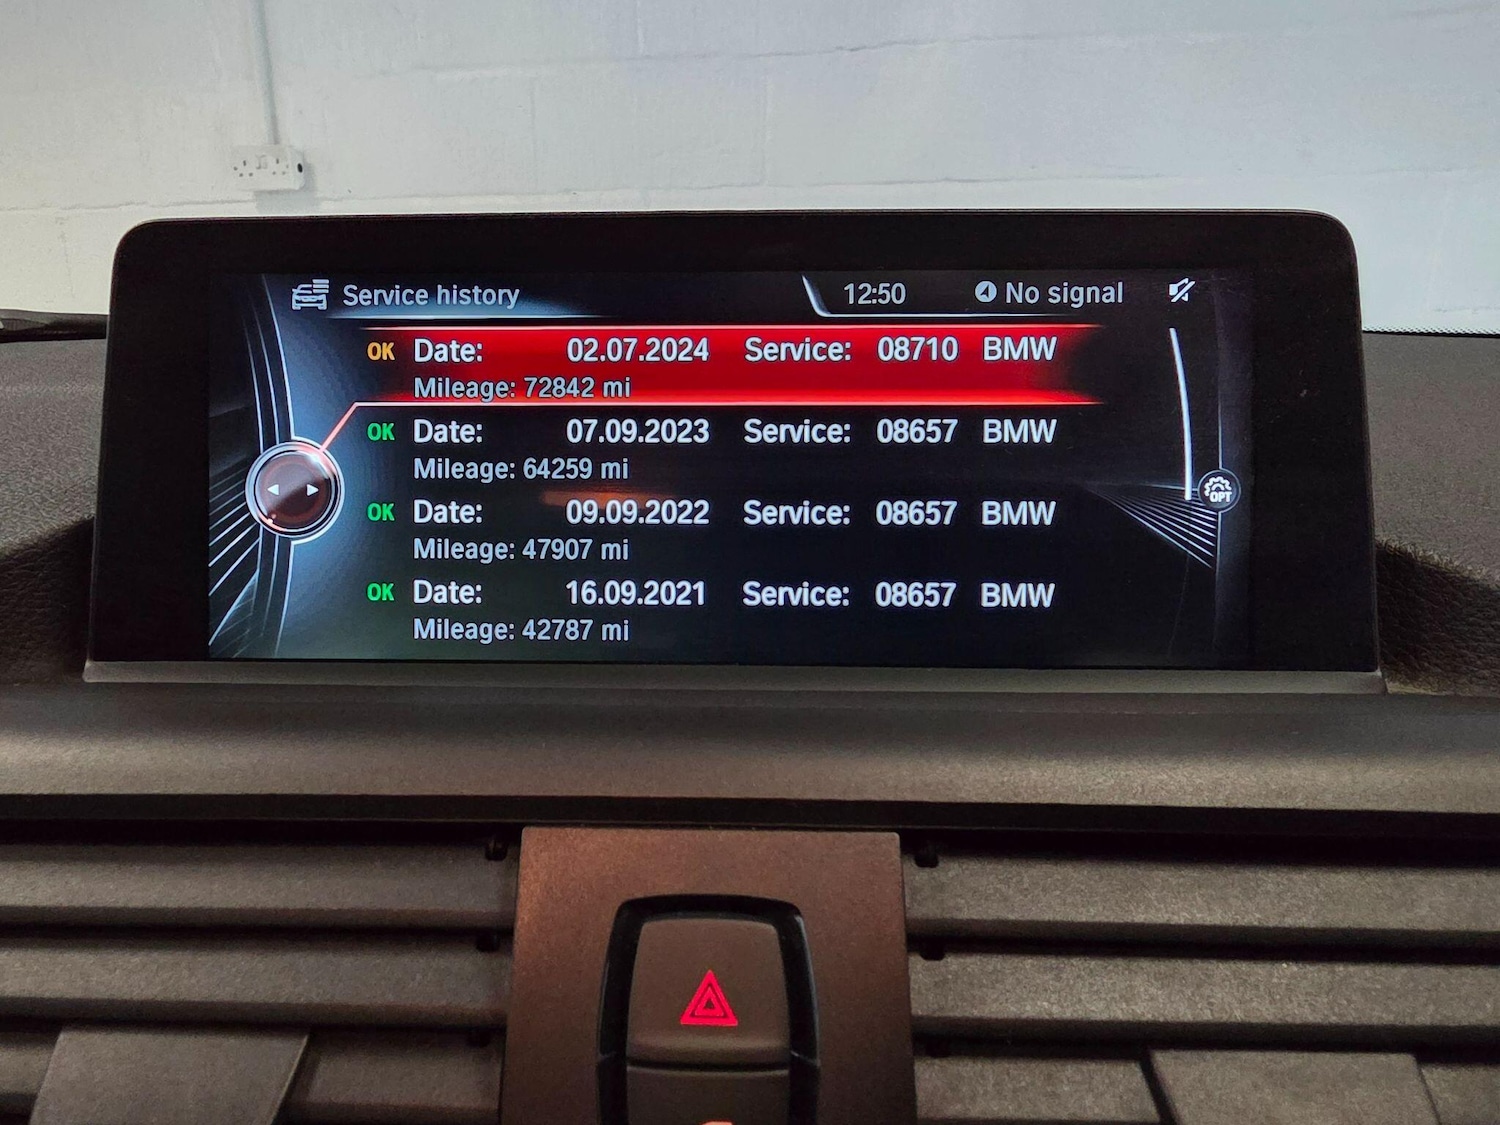 Service history 12:50 No signal
OK Date: 02.07.2024 Service: 08710 BMW
Mileage: 72842 mi
OK Date: 07.09.2023 Service: 08657 BMW
Mileage: 64259 mi
OPT
OK Date: 09.09.2022 Service: 08657 BMW
Mileage: 47907 mi
OK Date: 16.09.2021 Service: 08657 BMW
Mileage: 42787 mi